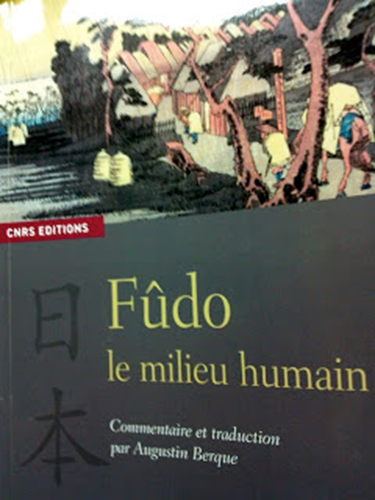 CNRS EDITIONS
Fûdo
le milieu humain
日本
Commentaire et traduction
par Augustin Berque